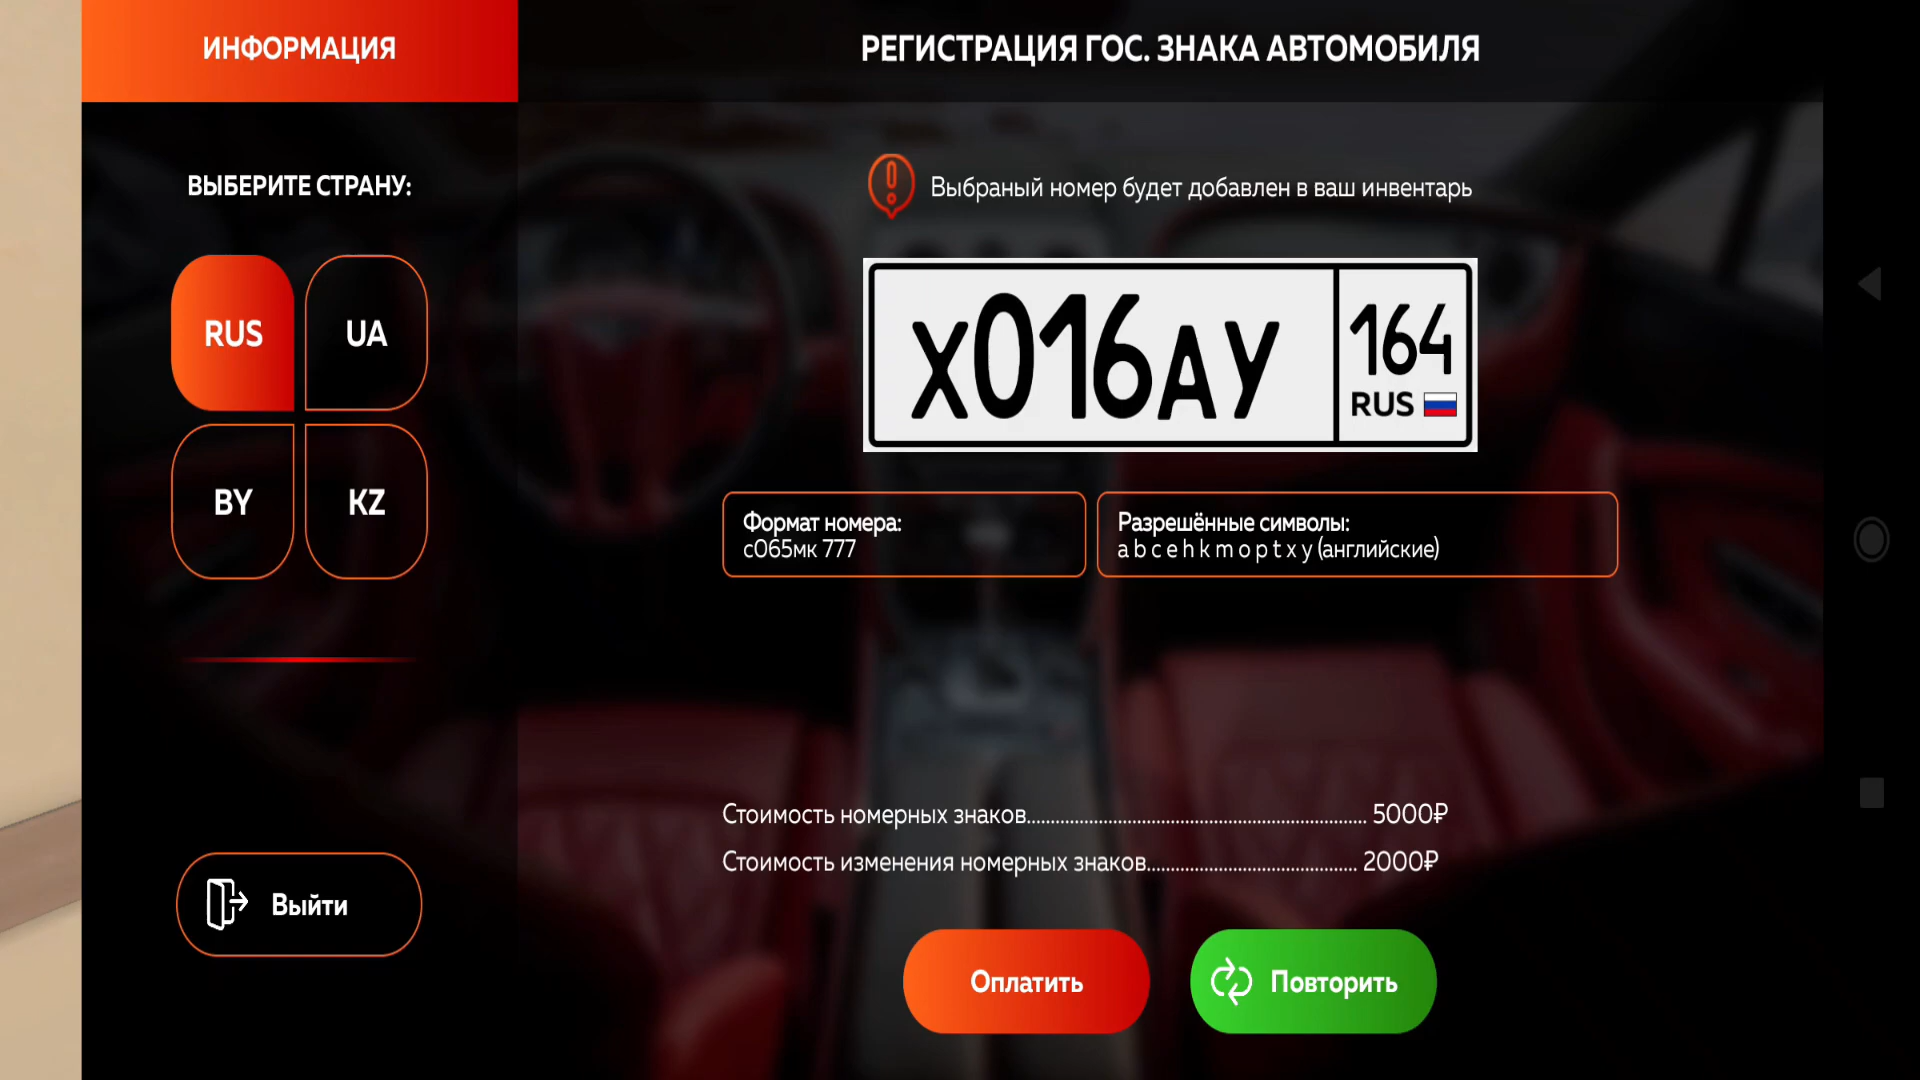 ИНФОРМАЦИЯ
РЕГИСТРАЦИЯ ГОС. ЗНАКА АВТОМОБИЛЯ
ВЫБЕРИТЕ СТРАНУ:
Выбраный номер будет добавлен в ваш инвентарь
RUS
UA
BY
KZ
Х016АУ
164
RUS
Формат номера:
с065мк 777
Разрешённые символы:
a b c e h k m o p t x y (английские)
Стоимость номерных знаков.......................................................................... 5000₽
Стоимость изменения номерных знаков.............................................. 2000₽
Выйти
Оплатить
Повторить